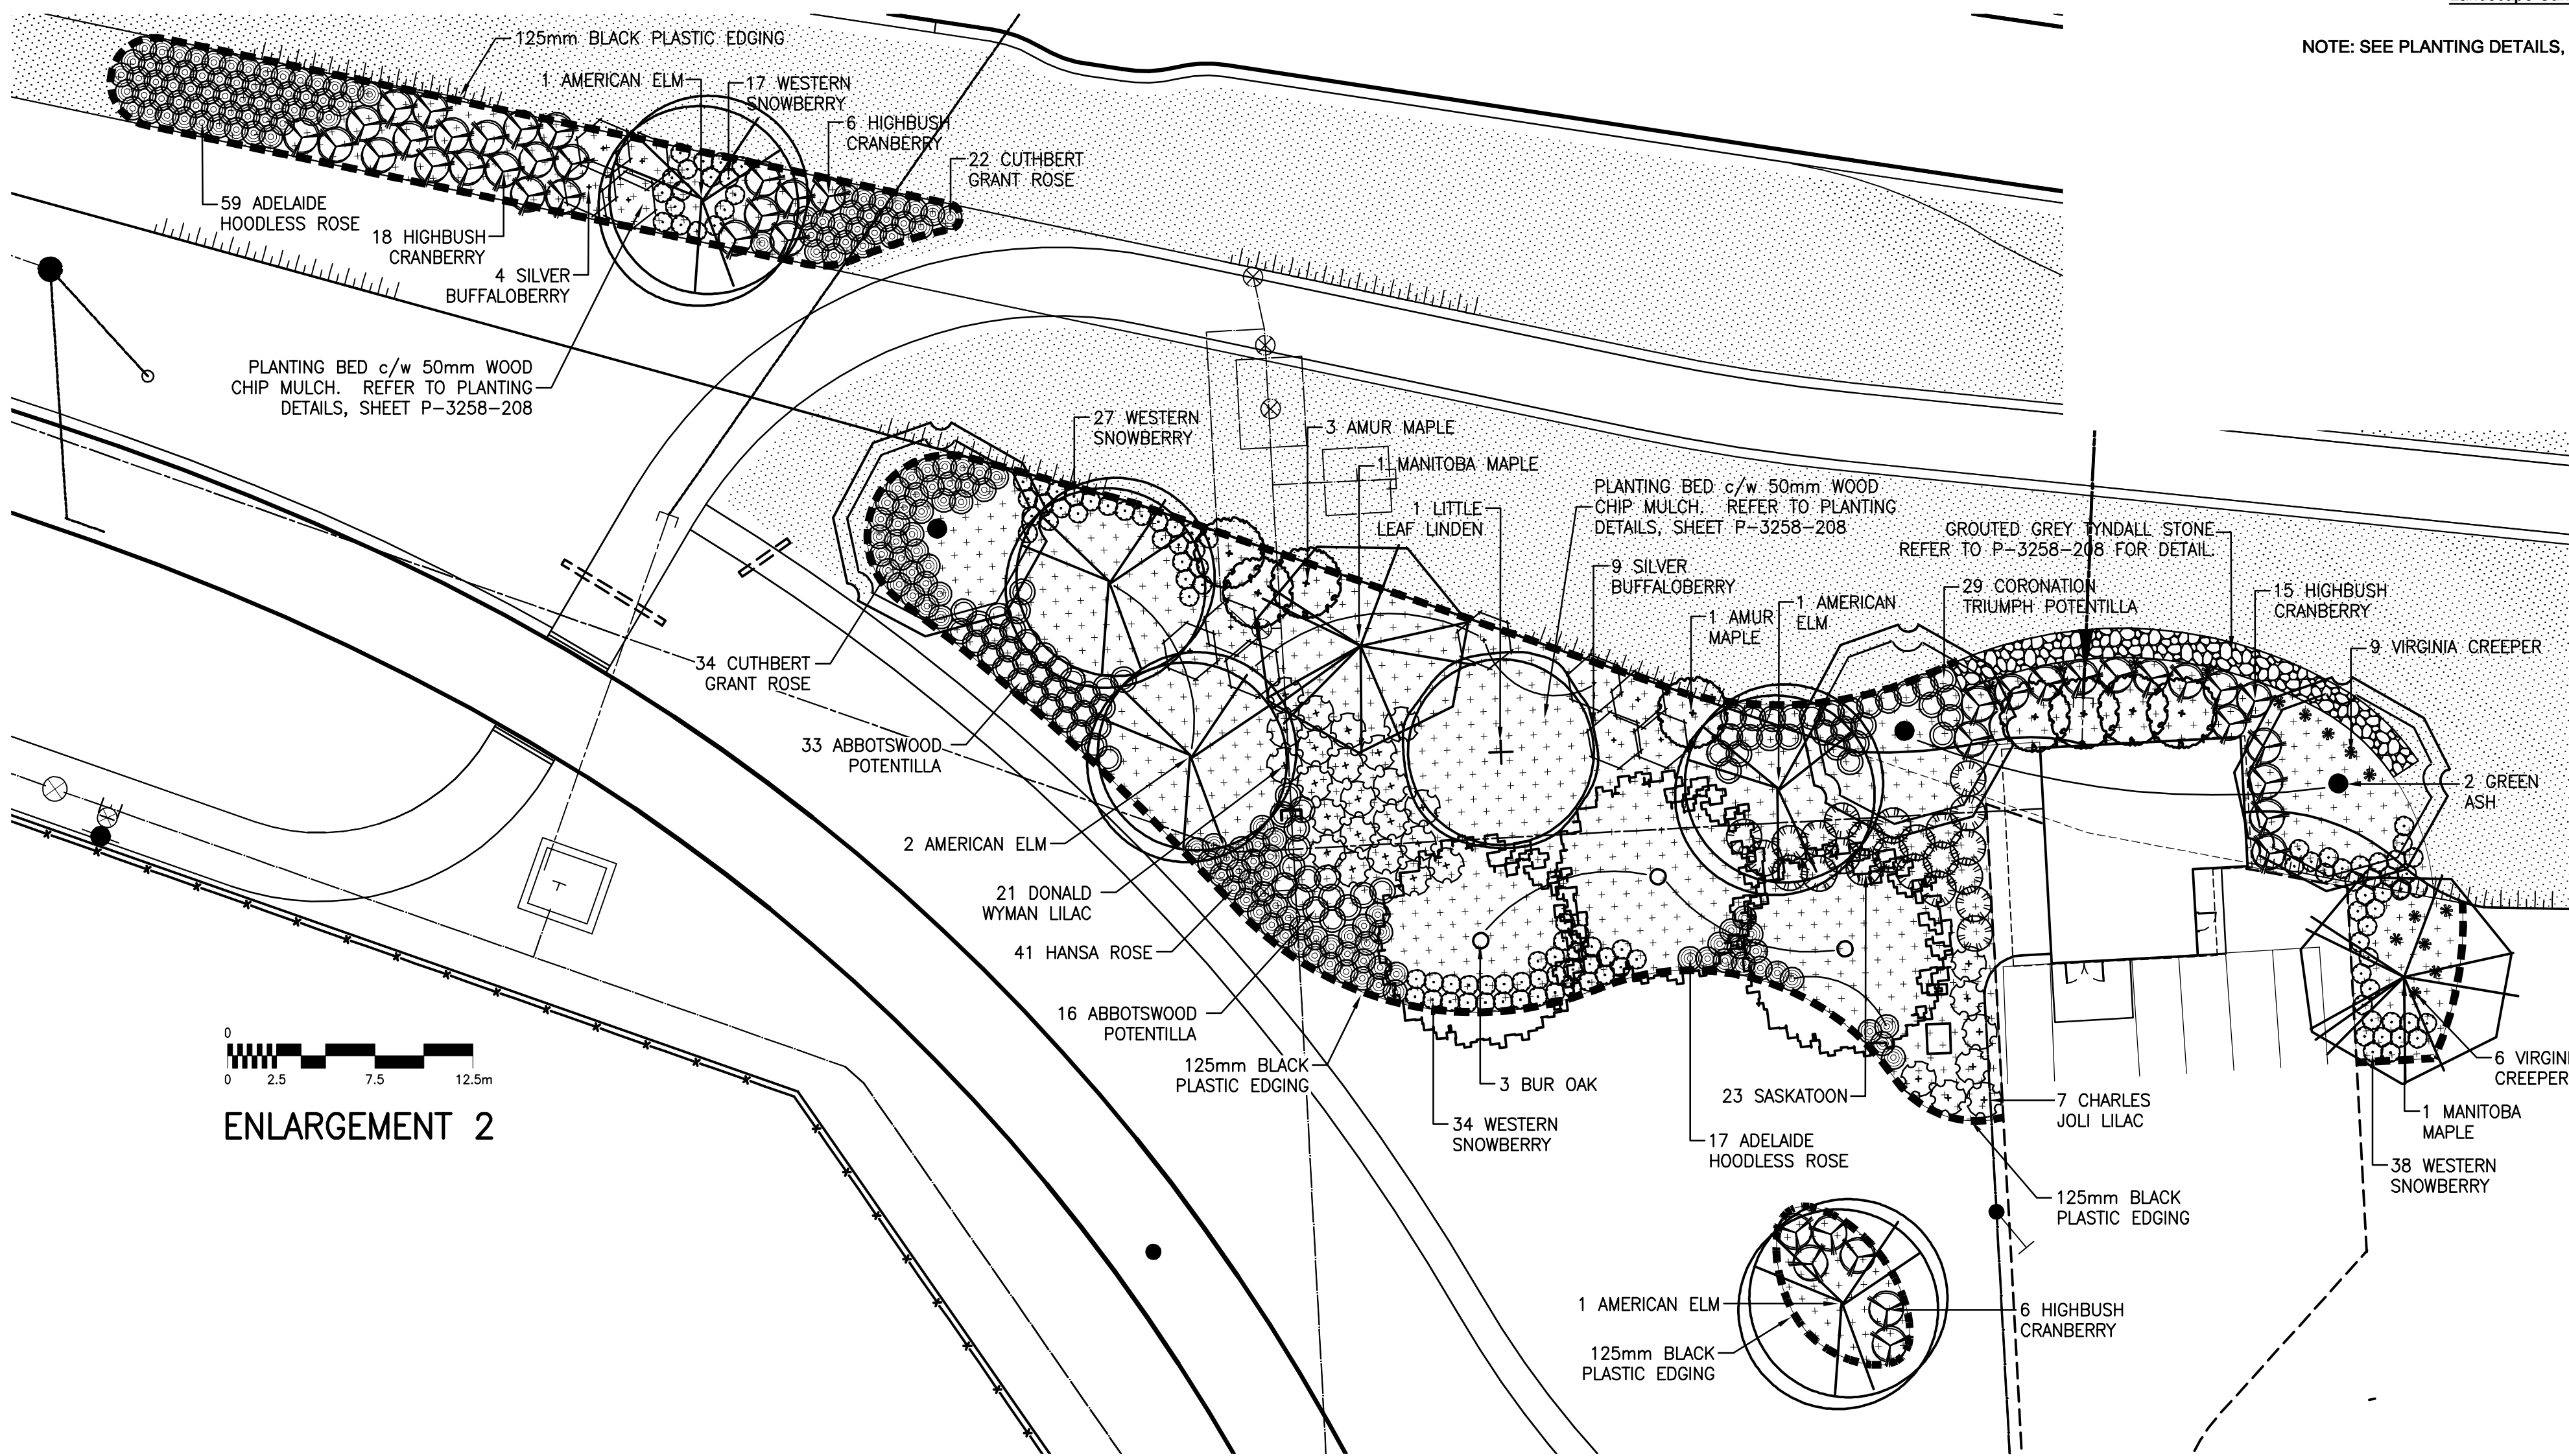 NOTE: SEE PLANTING DETAILS,
125mm BLACK PLASTIC EDGING
1 AMERICAN ELM
17 WESTERN
SNOWBERRY
6 HIGHBUSH
CRANBERRY
22 CUTHBERT
GRANT ROSE
59 ADELAIDE
HOODLESS ROSE
18 HIGHBUSH
CRANBERRY
4 SILVER
BUFFALOBERRY
PLANTING BED c/w 50mm WOOD
CHIP MULCH. REFER TO PLANTING
DETAILS, SHEET P-3258-208
27 WESTERN
SNOWBERRY
3 AMUR MAPLE
1 MANITOBA MAPLE
1 LITTLE
LEAF LINDEN
PLANTING BED c/w 50mm WOOD
CHIP MULCH. REFER TO PLANTING
DETAILS, SHEET P-3258-208
GROUTED GREY TYNDALL STONE
REFER TO P-3258-208 FOR DETAIL.
9 SILVER
BUFFALOBERRY
1 AMUR
MAPLE
1 AMERICAN
ELM
29 CORONATION
TRIUMPH POTENTILLA
15 HIGHBUSH
CRANBERRY
9 VIRGINIA CREEPER
34 CUTHBERT
GRANT ROSE
33 ABBOTSWOOD
POTENTILLA
2 GREEN
ASH
2 AMERICAN ELM
21 DONALD
WYMAN LILAC
41 HANSA ROSE
16 ABBOTSWOOD
POTENTILLA
125mm BLACK
PLASTIC EDGING
3 BUR OAK
34 WESTERN
SNOWBERRY
23 SASKATOON
17 ADELAIDE
HOODLESS ROSE
7 CHARLES
JOLI LILAC
6 VIRGINI
CREEPER
1 MANITOBA
MAPLE
38 WESTERN
SNOWBERRY
125mm BLACK
PLASTIC EDGING
1 AMERICAN ELM
6 HIGHBUSH
CRANBERRY
125mm BLACK
PLASTIC EDGING
0
0 2.5 7.5 12.5m
ENLARGEMENT 2